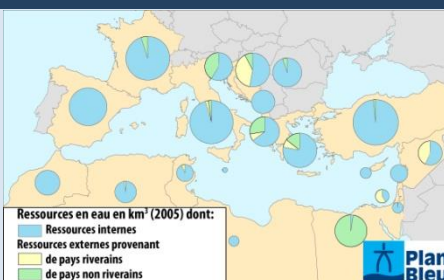 Ressources en eau en km³ (2005) dont:
Ressources internes
Ressources externes provenant
de pays riverains
de pays non riverains
Plan
Bleu